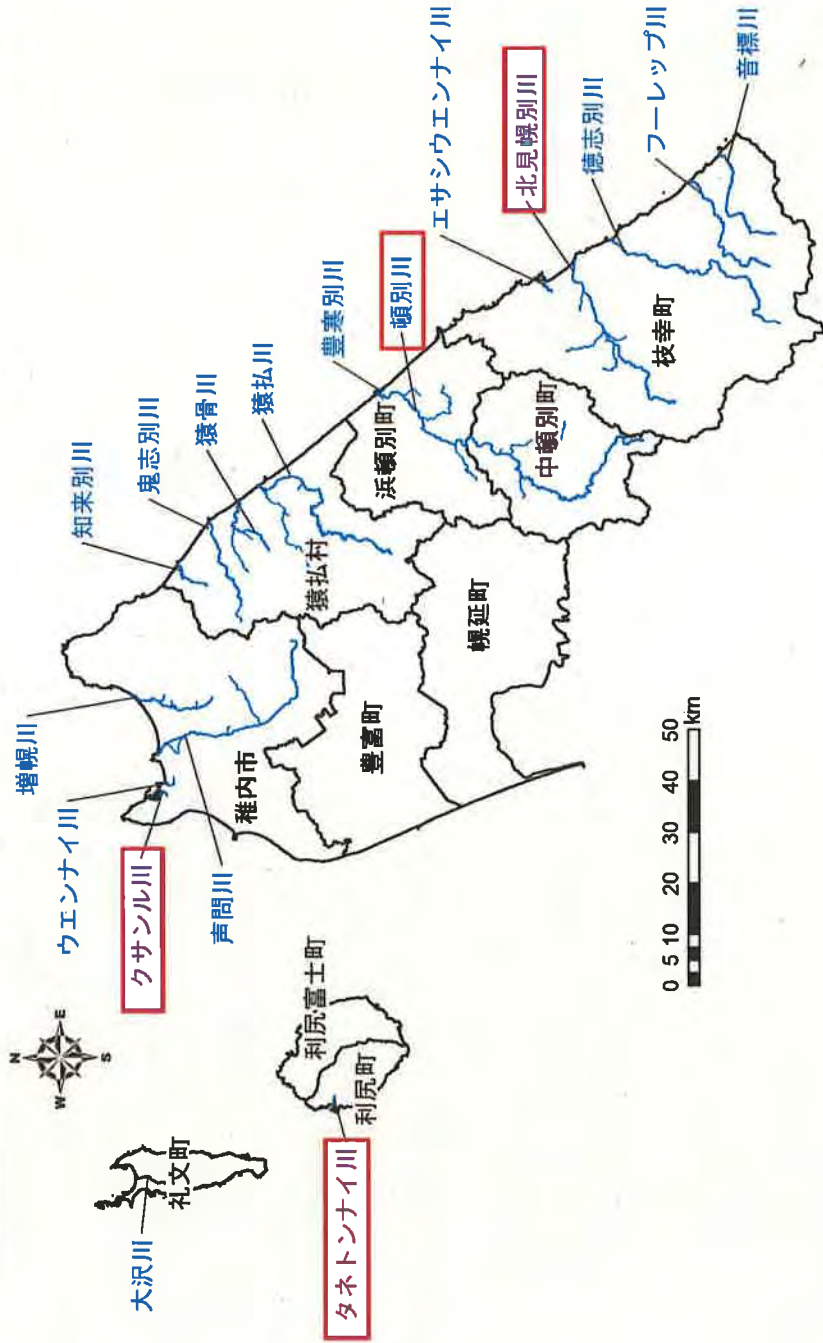 大沢川
礼文町
タネトンナイ川
利尻富士町
利尻町
N
W
E
S
クサンル川
ウエンナイ川
増幌川
声問川
稚内市
豊富町
幌延町
知来別川
鬼志別川
猿骨川
猿払川
猿払村
豊寒別川
頓別川
浜頓別町
中頓別町
エサシウエンナイ川
北見幌別川
徳志別川
フーレップ川
音標川
枝幸町
0 5 10 20 30 40 50
km